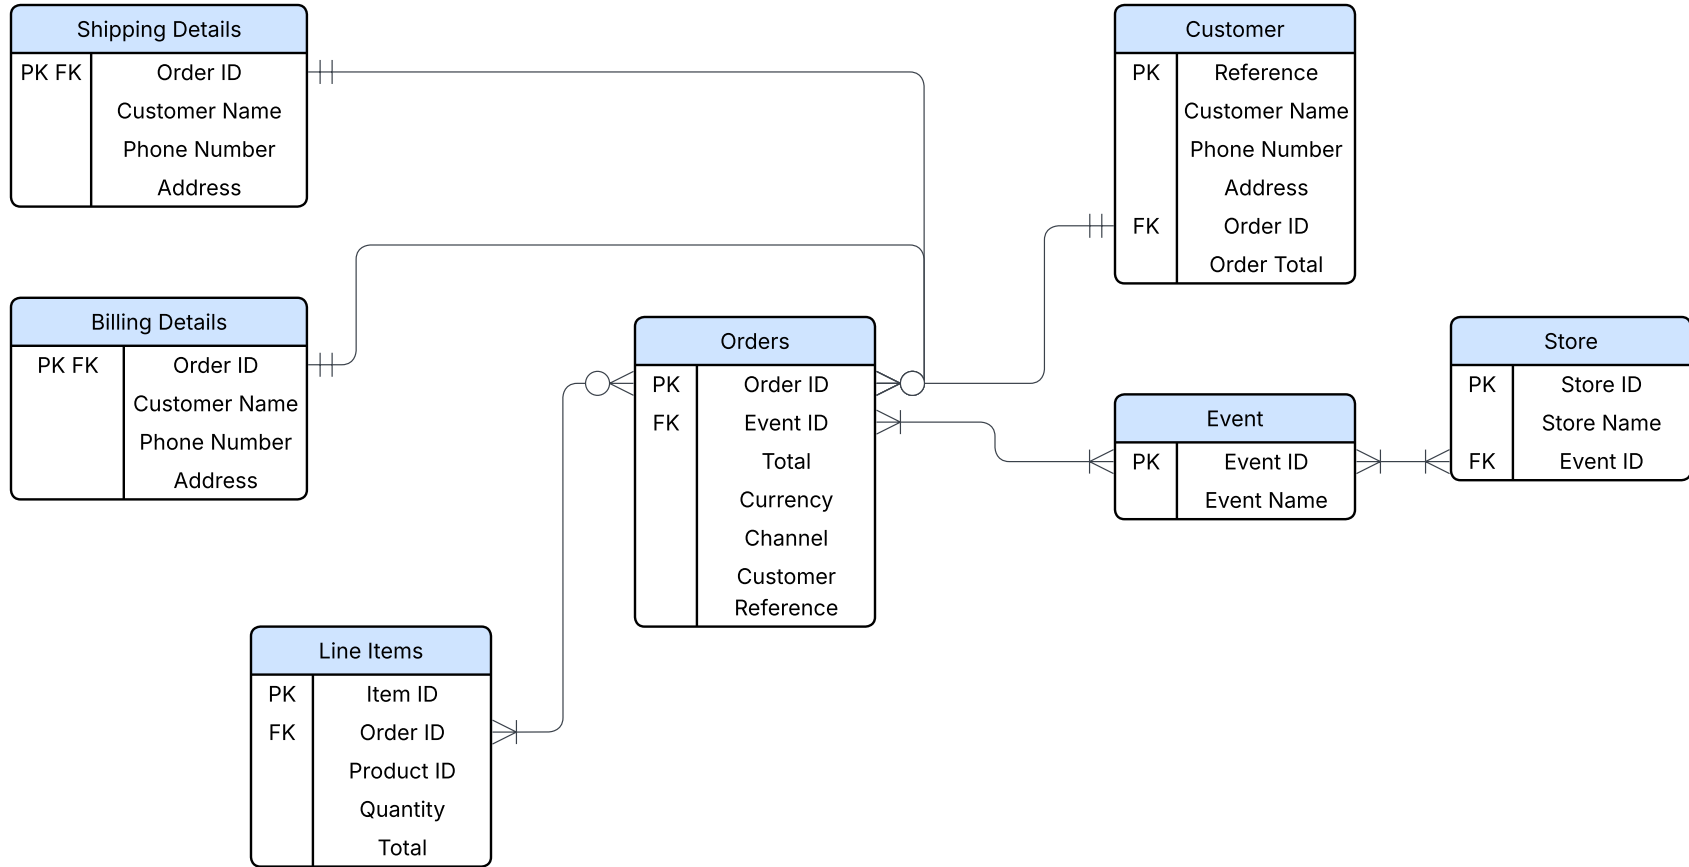 Shipping Details
PK FK Order ID
Customer Name
Phone Number
Address
Customer
PK Reference
Customer Name
Phone Number
Address
FK Order ID
Order Total
Billing Details
PK FK Order ID
Customer Name
Phone Number
Address
Orders
PK Order ID
FK Event ID
Total
Currency
Channel
Customer
Reference
Event
PK Event ID
Event Name
Store
PK Store ID
Store Name
FK Event ID
Line Items
PK Item ID
FK Order ID
Product ID
Quantity
Total